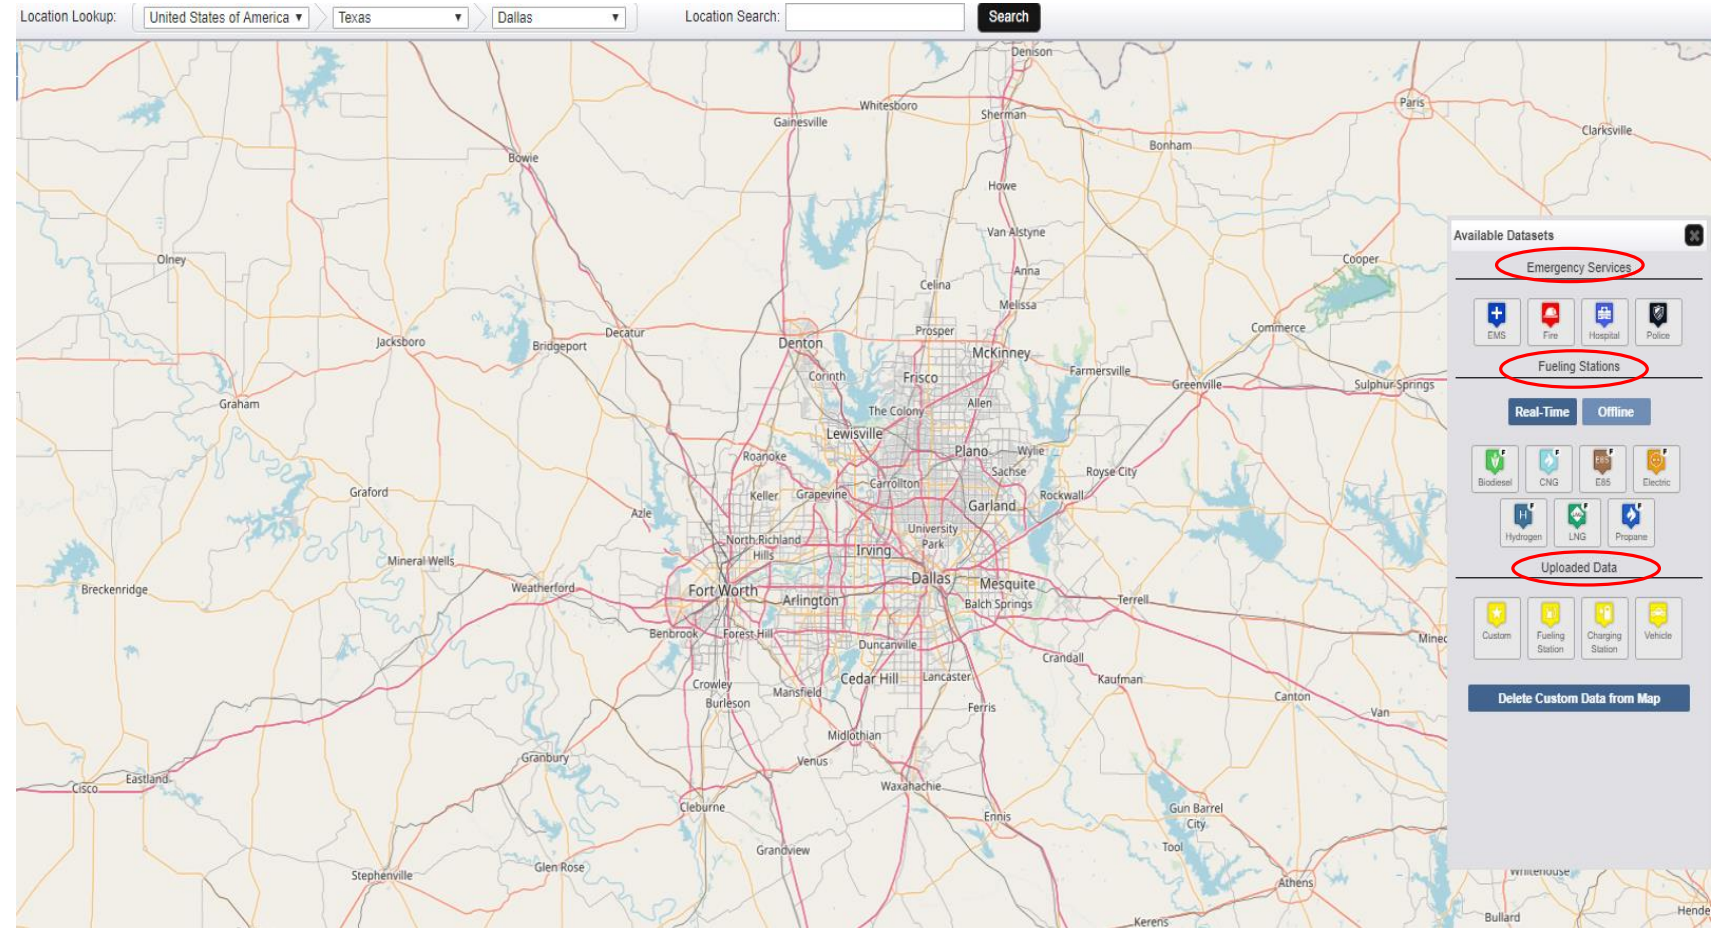 Location Lookup: United States of America Texas Dallas Location Search: Search
Denison
Whitesboro
Paris
Gainesville
Sherman
Clarksville
Bonham
Bowie
Howe
Van Alstyne
Available Datasets
Olney
Cooper
Emergency Services
Anna
Celina
Melissa
EMS Fire Hospital Police
Commerce
Decatur
Prosper
Jacksboro
Bridgeport
Denton
McKinney
Fueling Stations
Farmersville
Corinth
Frisco
Greenville
Sulphur Springs
Graham
Allen
The Colony
Real-Time Offline
Lewisville
Plano
Wylie
Roanoke
Sachse
Royse City
Carrollton
Biodiesel CNG E85 E85 Electric
Graford
Keller
Grapevine
Rockwall
Garland
Azle
H LNG
University
Park
North Richland
Hills
Hydrogen LNG Propane
Irving
Mineral Wells
Uploaded Data
Dallas
Mesquite
Breckenridge
Weatherford
Fort Worth
Arlington
Balch Springs
Terrell
Benbrook
Forest Hill
Minec
Custom
Fueling
Station
Charging
Station
Vehicle
Duncanville
Crandall
Cedar Hill
Lancaster
Kaufman
Crowley
Mansfield
Canton
Burleson
Ferris
Delete Custom Data from Map
Van
Midlothian
Granbury
Venus
Eastland
Cisco
Waxahachie
Cleburne
Gun Barrel
City
Ennis
Grandview
Tool
Glen Rose
Stephenville
Whitehouse
Athens
Kerens
Bullard
Hende